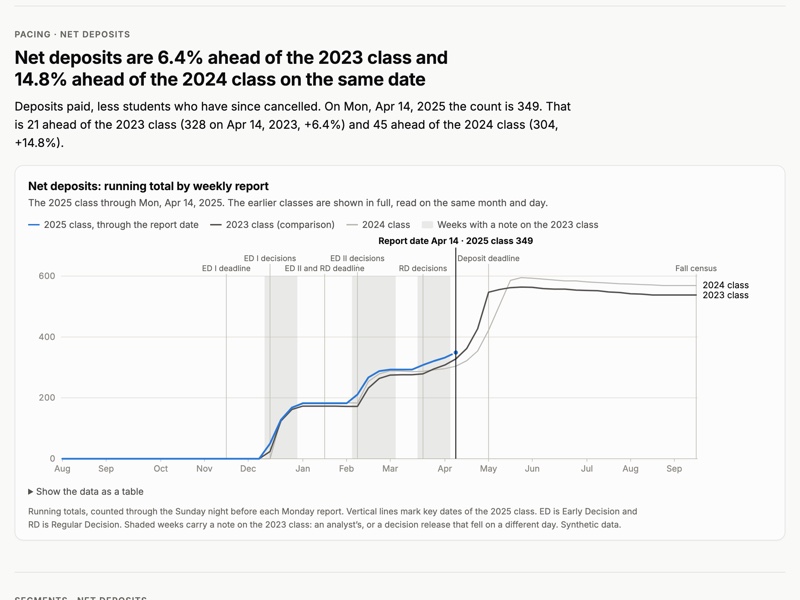 PACING · NET DEPOSITS
Net deposits are 6.4% ahead of the 2023 class and
14.8% ahead of the 2024 class on the same date
Deposits paid, less students who have since cancelled. On Mon, Apr 14, 2025 the count is 349. That
is 21 ahead of the 2023 class (328 on Apr 14, 2023, +6.4%) and 45 ahead of the 2024 class (304,
+14.8%).
Net deposits: running total by weekly report
The 2025 class through Mon, Apr 14, 2025. The earlier classes are shown in full, read on the same month and day.
2025 class, through the report date 2023 class (comparison) 2024 class Weeks with a note on the 2023 class
Report date Apr 14 · 2025 class 349
ED I decisions ED II decisions Deposit deadline
ED I deadline ED II and RD deadline RD decisions Fall census
600
2024 class
2023 class
400
200
0
Aug Sep Oct Nov Dec Jan Feb Mar Apr May Jun Jul Aug Sep
▶ Show the data as a table
Running totals, counted through the Sunday night before each Monday report. Vertical lines mark key dates of the 2025 class. ED is Early Decision and
RD is Regular Decision. Shaded weeks carry a note on the 2023 class: an analyst's, or a decision release that fell on a different day. Synthetic data.
SEGMENTS · NET DEPOSITS